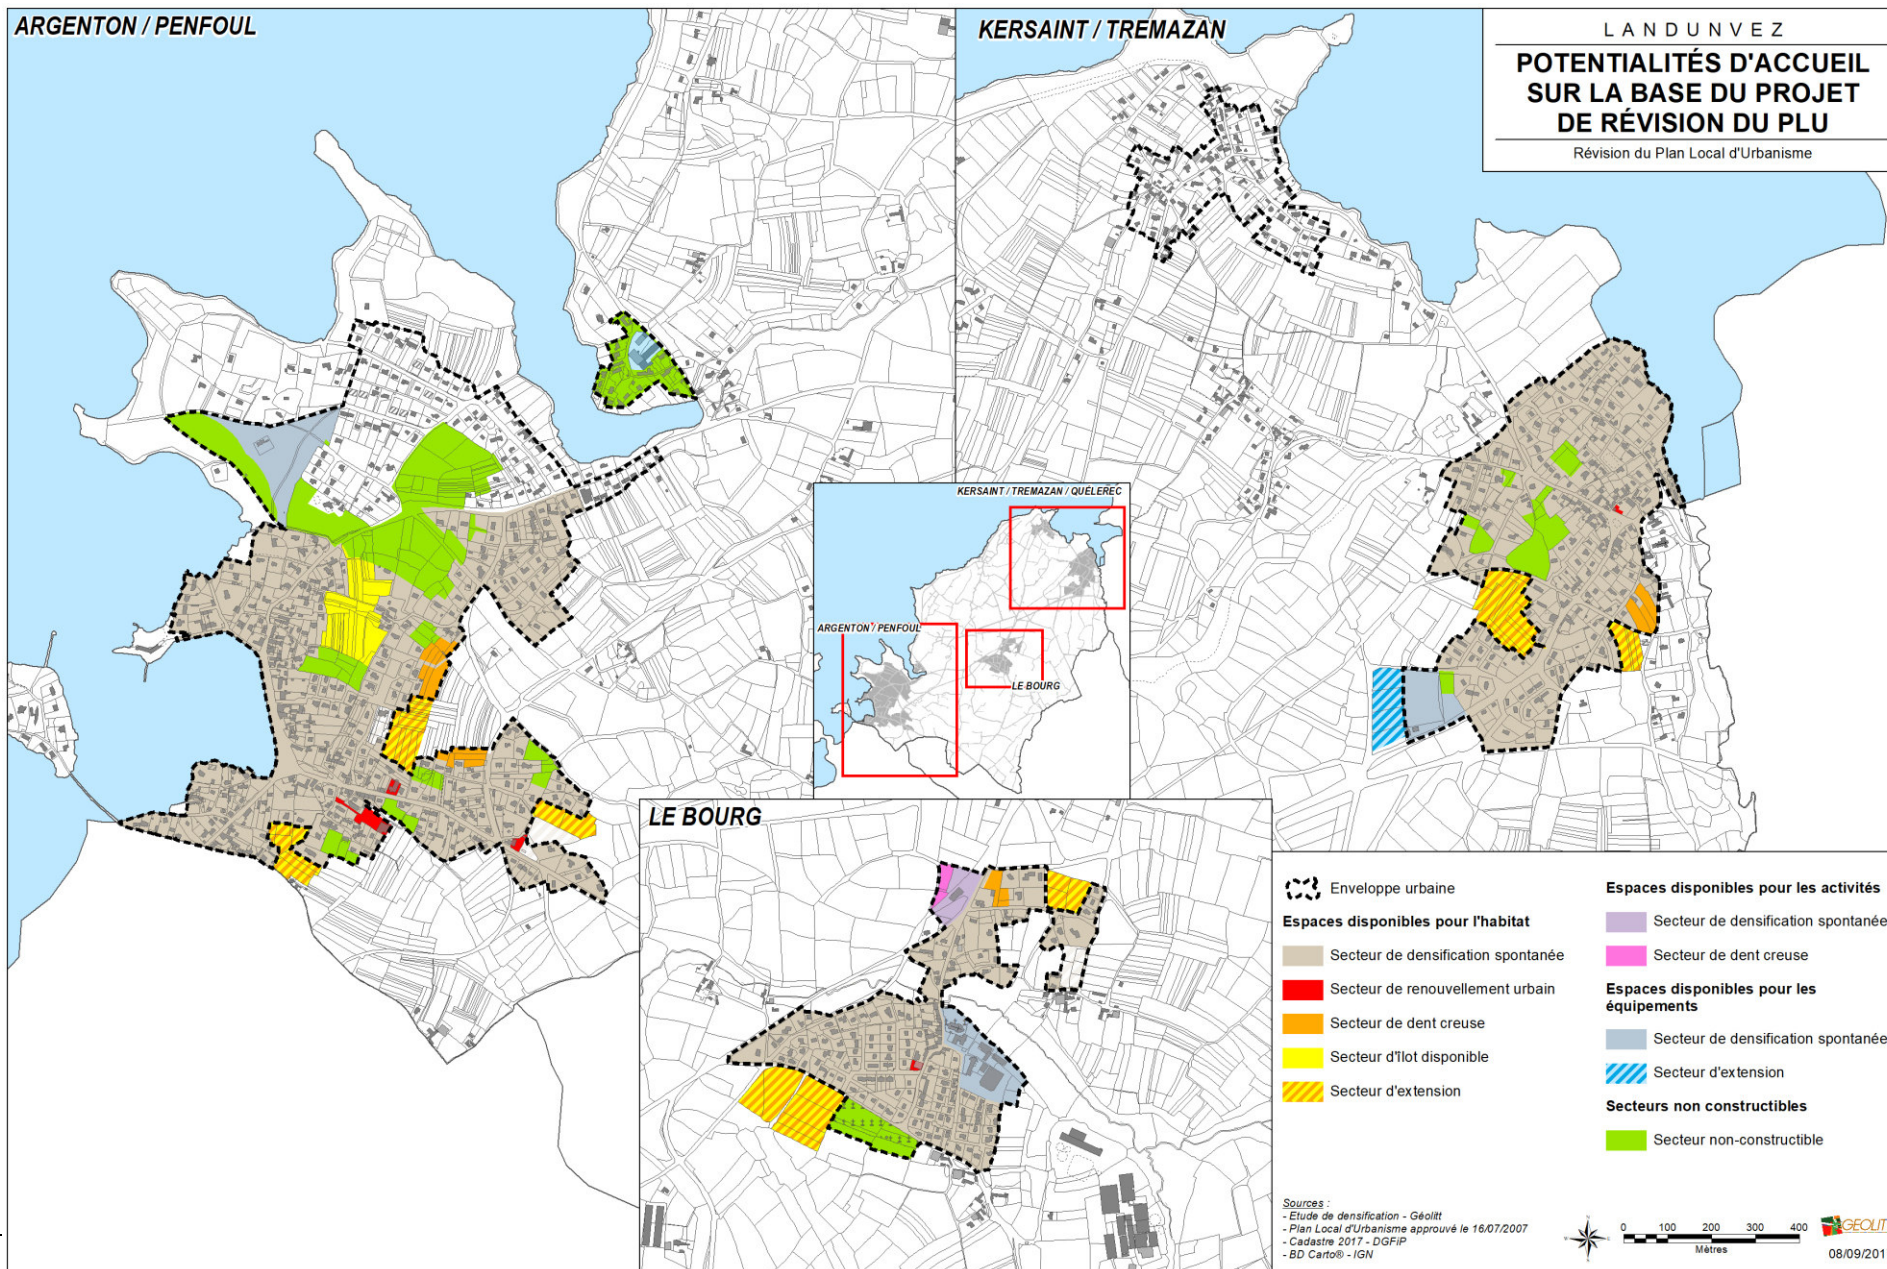 ARGENTON / PENFOUL
KERSAINT / TREMAZAN
LANDUNVEZ
POTENTIALITÉS D'ACCUEIL
SUR LA BASE DU PROJET
DE RÉVISION DU PLU
Révision du Plan Local d'Urbanisme
KERSAINT / TREMAZAN / QUÉLEREC
ARGENTON / PENFOUL
LE BOURG
LE BOURG
Enveloppe urbaine
Espaces disponibles pour l'habitat
Secteur de densification spontanée
Secteur de renouvellement urbain
Secteur de dent creuse
Secteur d'îlot disponible
Secteur d'extension
Espaces disponibles pour les activités
Secteur de densification spontanée
Secteur de dent creuse
Espaces disponibles pour les
équipements
Secteur de densification spontanée
Secteur d'extension
Secteurs non constructibles
Secteur non-constructible
Sources :
- Etude de densification - Géolitt
- Plan Local d'Urbanisme approuvé le 16/07/2007
- Cadastre 2017 - DGFiP
- BD Carto® - IGN
0 100 200 300 400
Mètres
GEOLIT
08/09/201